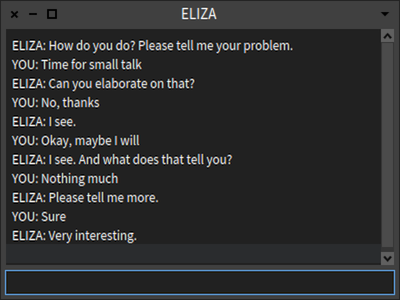 ELIZA
ELIZA: How do you do? Please tell me your problem.
YOU: Time for small talk
ELIZA: Can you elaborate on that?
YOU: No, thanks
ELIZA: I see.
YOU: Okay, maybe I will
ELIZA: I see. And what does that tell you?
YOU: Nothing much
ELIZA: Please tell me more.
YOU: Sure
ELIZA: Very interesting.